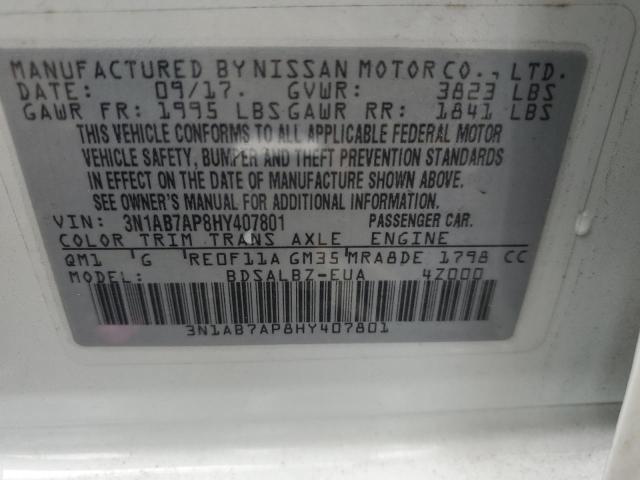 MANUFACTURED BY NISSAN MOTOR CO., LTD.
DATE: 09/17. GVWR: 3823 LBS
GAWR FR: 1995 LBS GAWR RR: 1841 LBS
THIS VEHICLE CONFORMS TO ALL APPLICABLE FEDERAL MOTOR
VEHICLE SAFETY, BUMPER AND THEFT PREVENTION STANDARDS
IN EFFECT ON THE DATE OF MANUFACTURE SHOWN ABOVE.
SEE OWNER'S MANUAL FOR ADDITIONAL INFORMATION.
VIN: 3N1AB7AP8HY407801 PASSENGER CAR.
COLOR TRIM TRANS AXLE ENGINE
QM1 G RE0F11A GM35 MRA8DE 1798 CC
MODEL: BDSALBZ-EUA 4Z000
3N1AB7AP8HY407801